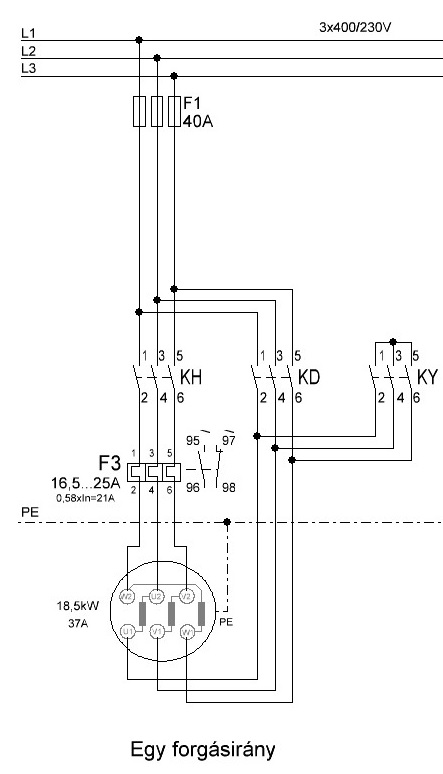 3x400/230V
L1
L2
L3
F1
40A
1 3 5
KH
2 4 6
1 3 5
KD
2 4 6
1 3 5
KY
2 4 6
F3
16,5...25A
0,58xIn=21A
1 3 5
2 4 6
95 97
96 98
PE
18,5kW
37A
W2 U2 V2
U1 V1 W1
PE
Egy forgásirány